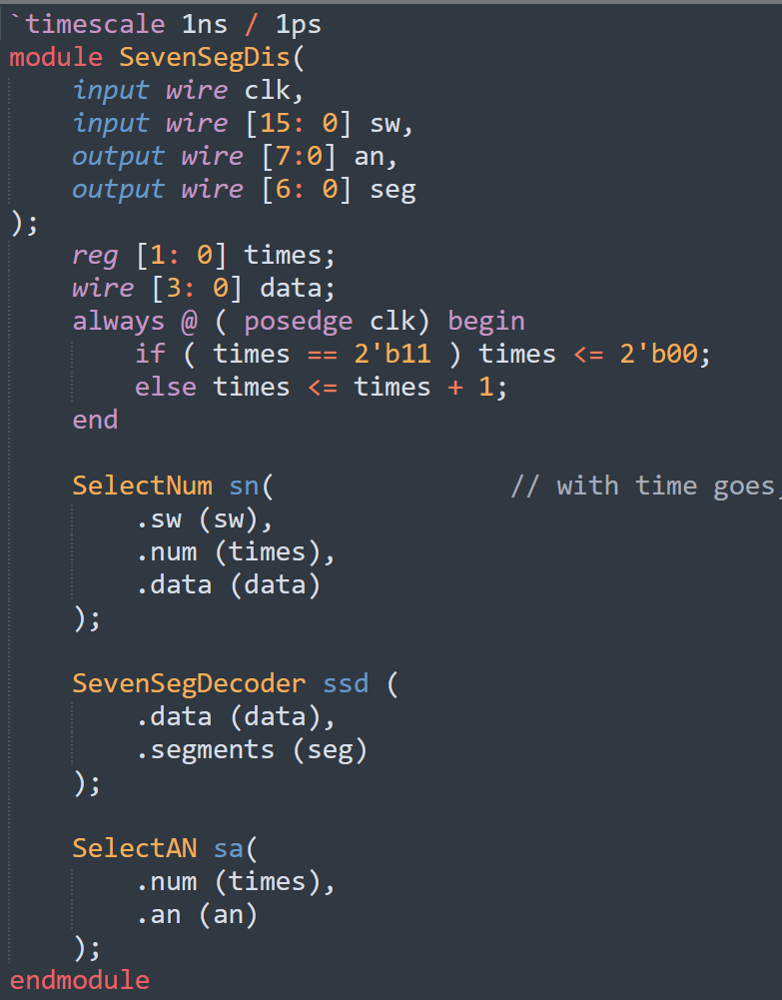 `timescale 1ns / 1ps
module SevenSegDis(
    input wire clk,
    input wire [15: 0] sw,
    output wire [7:0] an,
    output wire [6: 0] seg
);
    reg [1: 0] times;
    wire [3: 0] data;
    always @ ( posedge clk) begin
        if ( times == 2'b11 ) times <= 2'b00;
        else times <= times + 1;
    end

    SelectNum sn(               // with time goes
        .sw (sw),
        .num (times),
        .data (data)
    );

    SevenSegDecoder ssd (
        .data (data),
        .segments (seg)
    );

    SelectAN sa(
        .num (times),
        .an (an)
    );
endmodule